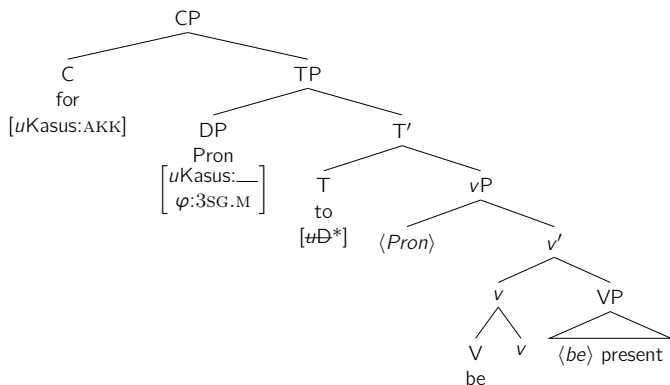 CP
C
TP
for
[uKasus:AKK]
DP
T′
Pron
[uKasus:__
φ:3SG.M]
T
vP
to
[uD*]
⟨Pron⟩
v′
v
VP
V
v
⟨be⟩ present
be